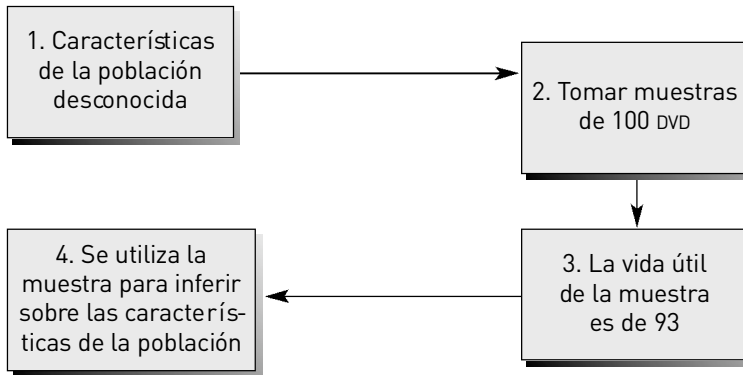 1. Características
de la población
desconocida
2. Tomar muestras
de 100 DVD
3. La vida útil
de la muestra
es de 93
4. Se utiliza la
muestra para inferir
sobre las caracterís-
ticas de la población